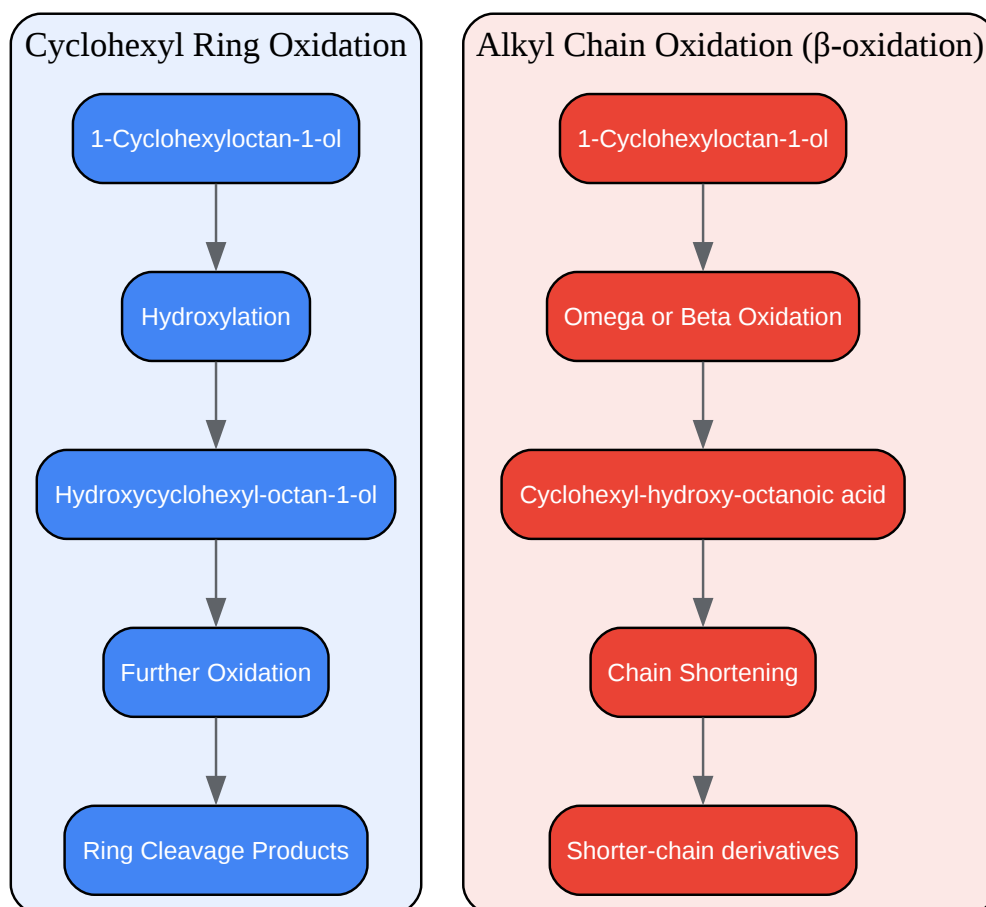 Cyclohexyl Ring Oxidation
1-Cyclohexyloctan-1-ol
Hydroxylation
Hydroxycyclohexyl-octan-1-ol
Further Oxidation
Ring Cleavage Products
Alkyl Chain Oxidation (β-oxidation)
1-Cyclohexyloctan-1-ol
Omega or Beta Oxidation
Cyclohexyl-hydroxy-octanoic acid
Chain Shortening
Shorter-chain derivatives